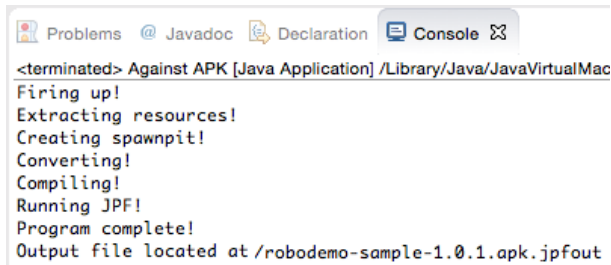 Problems @ Javadoc Declaration Console
<terminated> Against APK [Java Application] /Library/Java/JavaVirtualMac
Firing up!
Extracting resources!
Creating spawnpit!
Converting!
Compiling!
Running JPF!
Program complete!
Output file located at /robodemo-sample-1.0.1.apk.jpfout